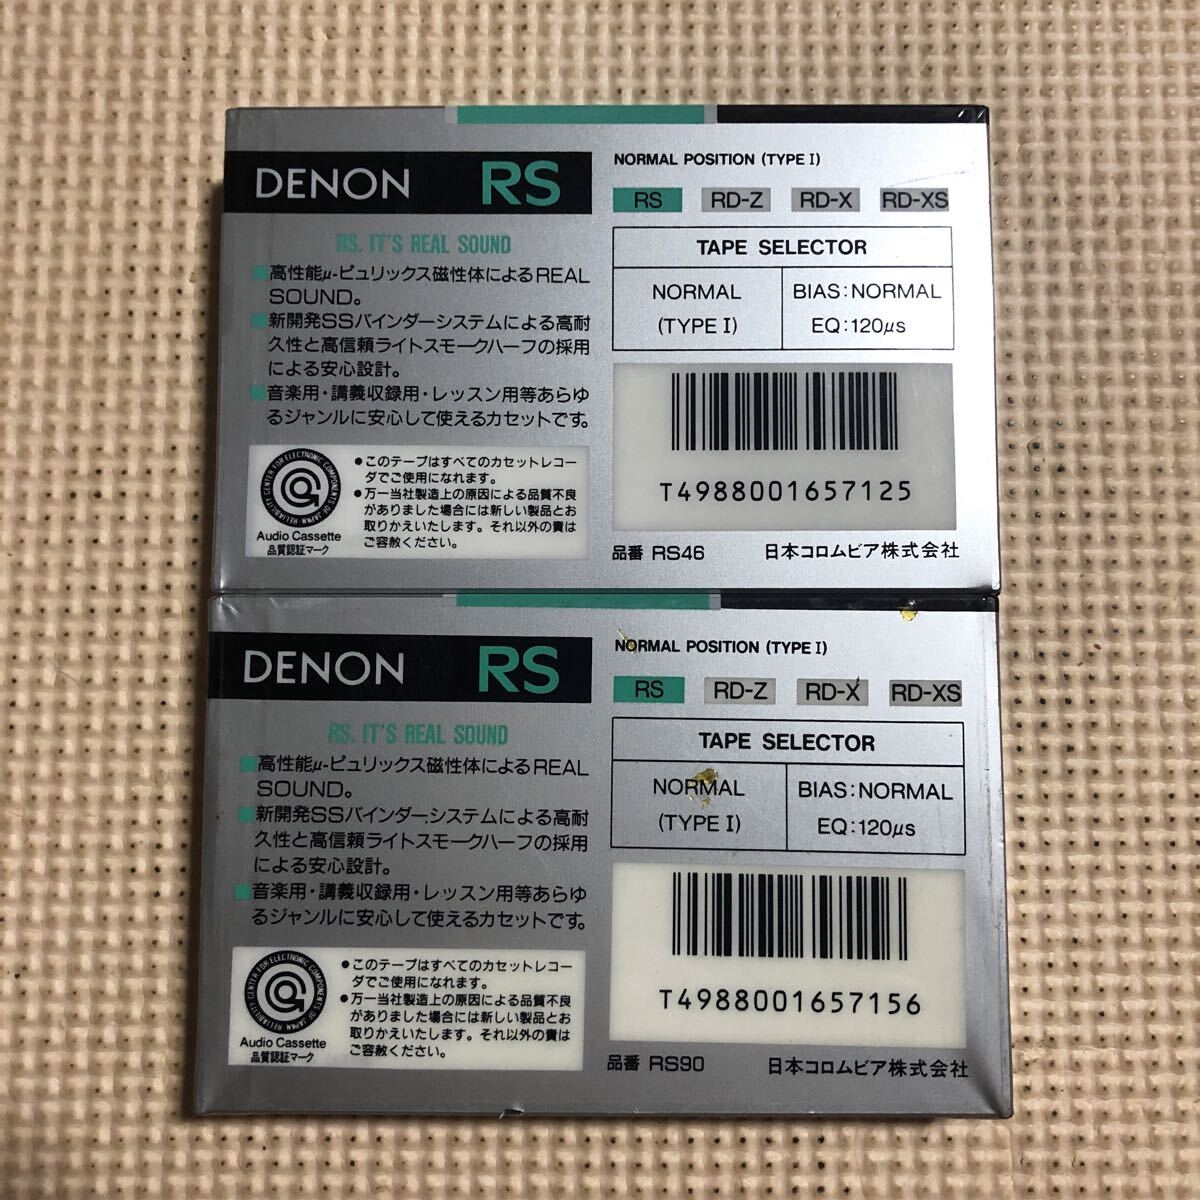 DENON RS
RS. IT'S REAL SOUND
高性能μ-ピュリックス磁性体によるREAL
SOUND。
新開発SSバインダーシステムによる高耐
久性と高信頼ライトスモークハーフの採用
による安心設計。
音楽用・講義収録用・レッスン用等あらゆ
るジャンルに安心して使えるカセットです。
RELIABILITY CENTER FOR ELECTRONIC COMPONENTS OF JAPAN
Audio Cassette
品質認証マーク
●このテープはすべてのカセットレコー
ダでご使用になれます。
●万一当社製造上の原因による品質不良
がありました場合には新しい製品とお
取りかえいたします。それ以外の責は
ご容赦ください。
NORMAL POSITION (TYPE I)
RS RD-Z RD-X RD-XS
TAPE SELECTOR
NORMAL
(TYPE I)
BIAS:NORMAL
EQ:120μs
T4988001657125
品番 RS46 日本コロムビア株式会社
DENON RS
RS. IT'S REAL SOUND
高性能μ-ピュリックス磁性体によるREAL
SOUND。
新開発SSバインダーシステムによる高耐
久性と高信頼ライトスモークハーフの採用
による安心設計。
音楽用・講義収録用・レッスン用等あらゆ
るジャンルに安心して使えるカセットです。
RELIABILITY CENTER FOR ELECTRONIC COMPONENTS OF JAPAN
Audio Cassette
品質認証マーク
●このテープはすべてのカセットレコー
ダでご使用になれます。
●万一当社製造上の原因による品質不良
がありました場合には新しい製品とお
取りかえいたします。それ以外の責は
ご容赦ください。
NORMAL POSITION (TYPE I)
RS RD-Z RD-X RD-XS
TAPE SELECTOR
NORMAL
(TYPE I)
BIAS:NORMAL
EQ:120μs
T4988001657156
品番 RS90 日本コロムビア株式会社